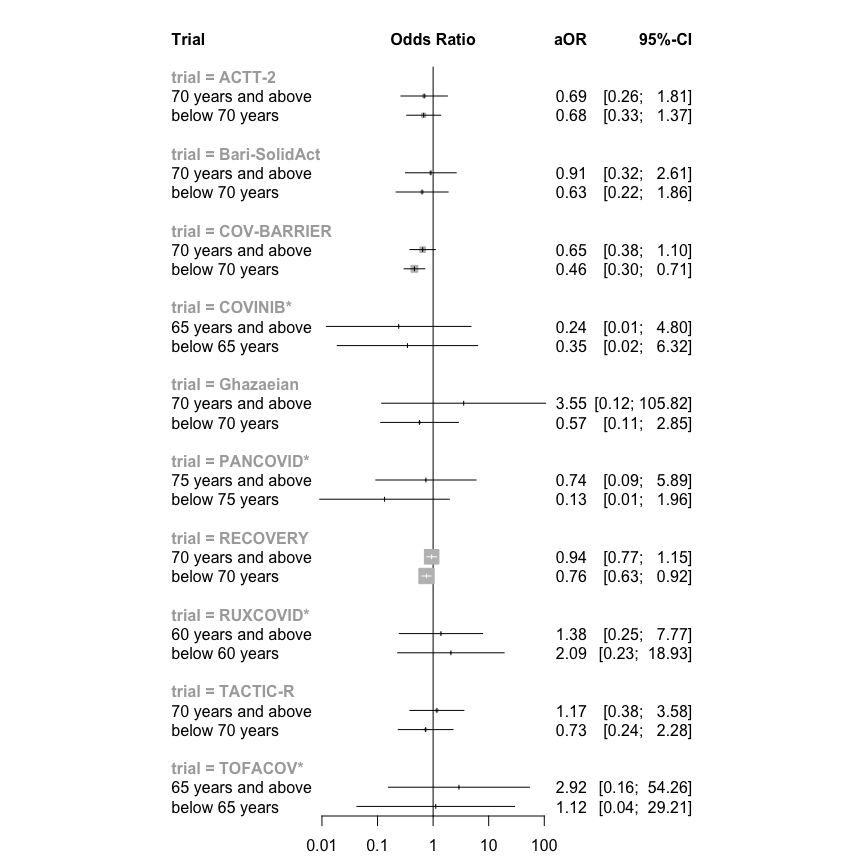 Trial Odds Ratio aOR 95%-CI
trial = ACTT-2
70 years and above 0.69 [0.26; 1.81]
below 70 years 0.68 [0.33; 1.37]
trial = Bari-SolidAct
70 years and above 0.91 [0.32; 2.61]
below 70 years 0.63 [0.22; 1.86]
trial = COV-BARRIER
70 years and above 0.65 [0.38; 1.10]
below 70 years 0.46 [0.30; 0.71]
trial = COVINIB*
65 years and above 0.24 [0.01; 4.80]
below 65 years 0.35 [0.02; 6.32]
trial = Ghazaeian
70 years and above 3.55 [0.12; 105.82]
below 70 years 0.57 [0.11; 2.85]
trial = PANCOVID*
75 years and above 0.74 [0.09; 5.89]
below 75 years 0.13 [0.01; 1.96]
trial = RECOVERY
70 years and above 0.94 [0.77; 1.15]
below 70 years 0.76 [0.63; 0.92]
trial = RUXCOVID*
60 years and above 1.38 [0.25; 7.77]
below 60 years 2.09 [0.23; 18.93]
trial = TACTIC-R
70 years and above 1.17 [0.38; 3.58]
below 70 years 0.73 [0.24; 2.28]
trial = TOFACOV*
65 years and above 2.92 [0.16; 54.26]
below 65 years 1.12 [0.04; 29.21]
0.01 0.1 1 10 100